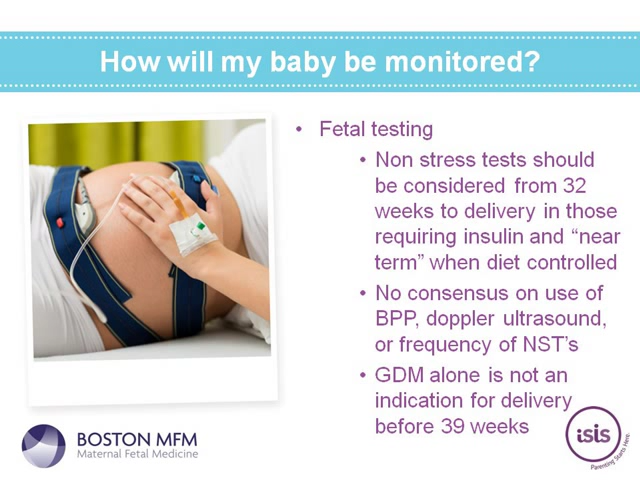 How will my baby be monitored?
• Fetal testing
• Non stress tests should
be considered from 32
weeks to delivery in those
requiring insulin and “near
term” when diet controlled
• No consensus on use of
BPP, doppler ultrasound,
or frequency of NST’s
• GDM alone is not an
indication for delivery
before 39 weeks
BOSTON MFM
Maternal Fetal Medicine
isis
Parenting Starts Here.